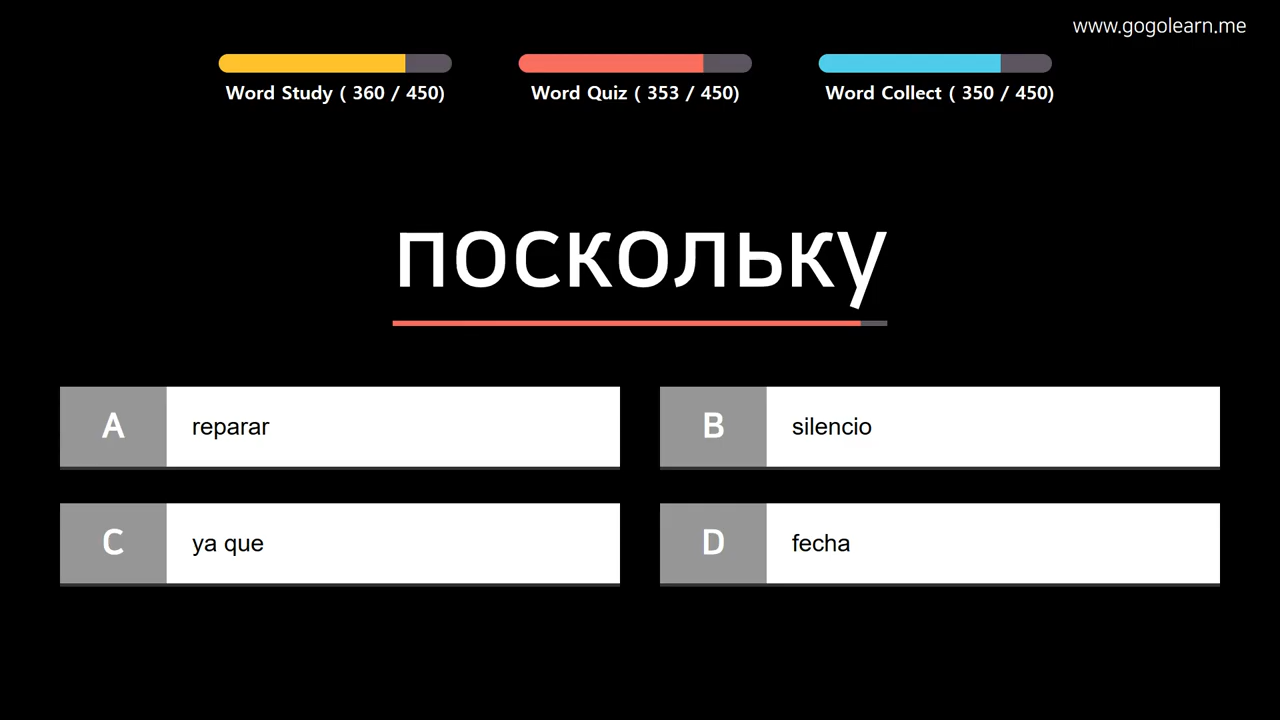 www.gogolearn.me
Word Study ( 360 / 450)
Word Quiz ( 353 / 450)
Word Collect ( 350 / 450)
поскольку
A reparar
B silencio
C ya que
D fecha